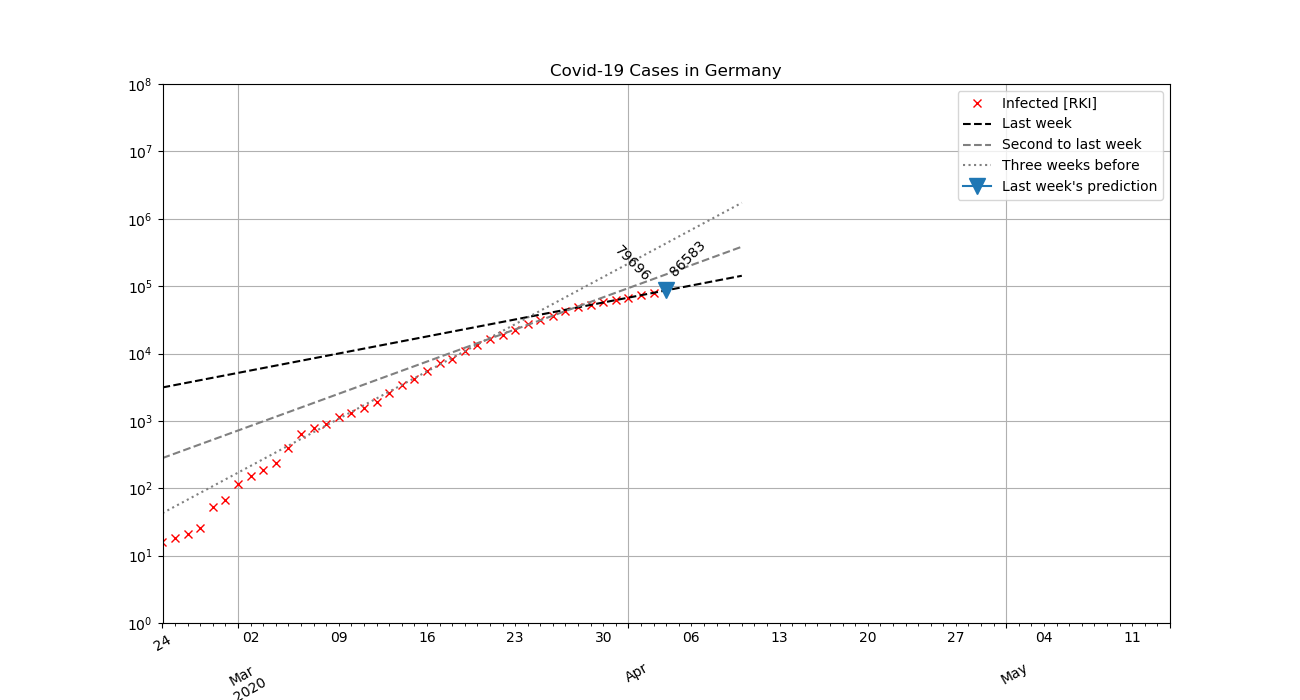 Covid-19 Cases in Germany
10^8
10^7
10^6
10^5
10^4
10^3
10^2
10^1
10^0
Infected [RKI]
Last week
Second to last week
Three weeks before
Last week's prediction
79696
86583
24 02 09 16 23 30 06 13 20 27 04 11
Mar Apr May
2020